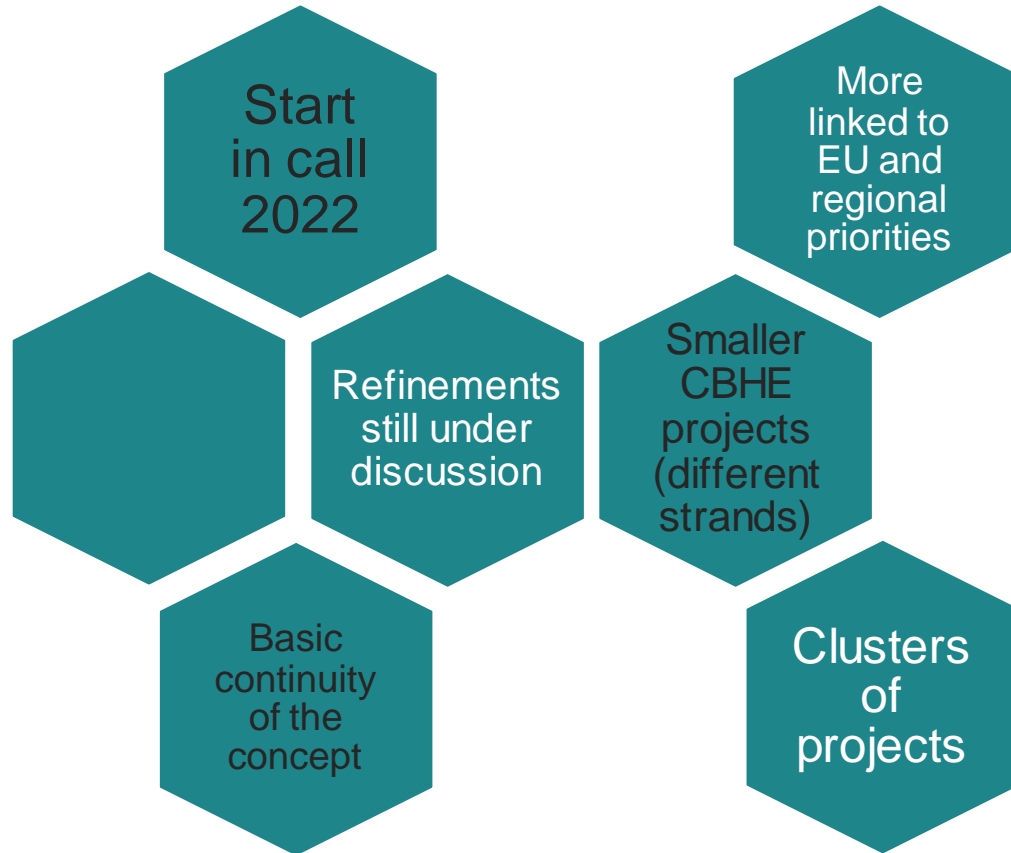 Start
in call
2022
More
linked to
EU and
regional
priorities
Refinements
still under
discussion
Smaller
CBHE
projects
(different
strands)
Basic
continuity
of the
concept
Clusters
of
projects